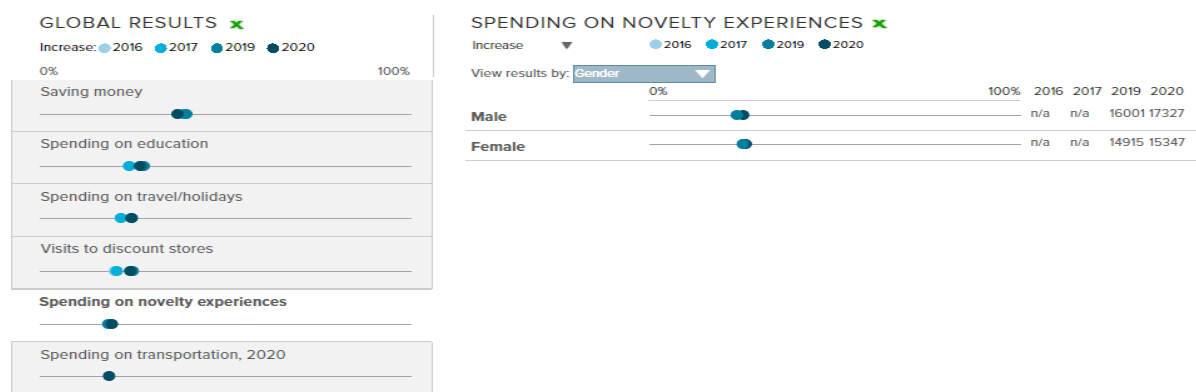 GLOBAL RESULTS x
Increase: 2016 2017 2019 2020
0% 100%
Saving money
Spending on education
Spending on travel/holidays
Visits to discount stores
Spending on novelty experiences
Spending on transportation, 2020
SPENDING ON NOVELTY EXPERIENCES x
Increase 2016 2017 2019 2020
View results by: Gender
0% 100% 2016 2017 2019 2020
Male n/a n/a 16001 17327
Female n/a n/a 14915 15347